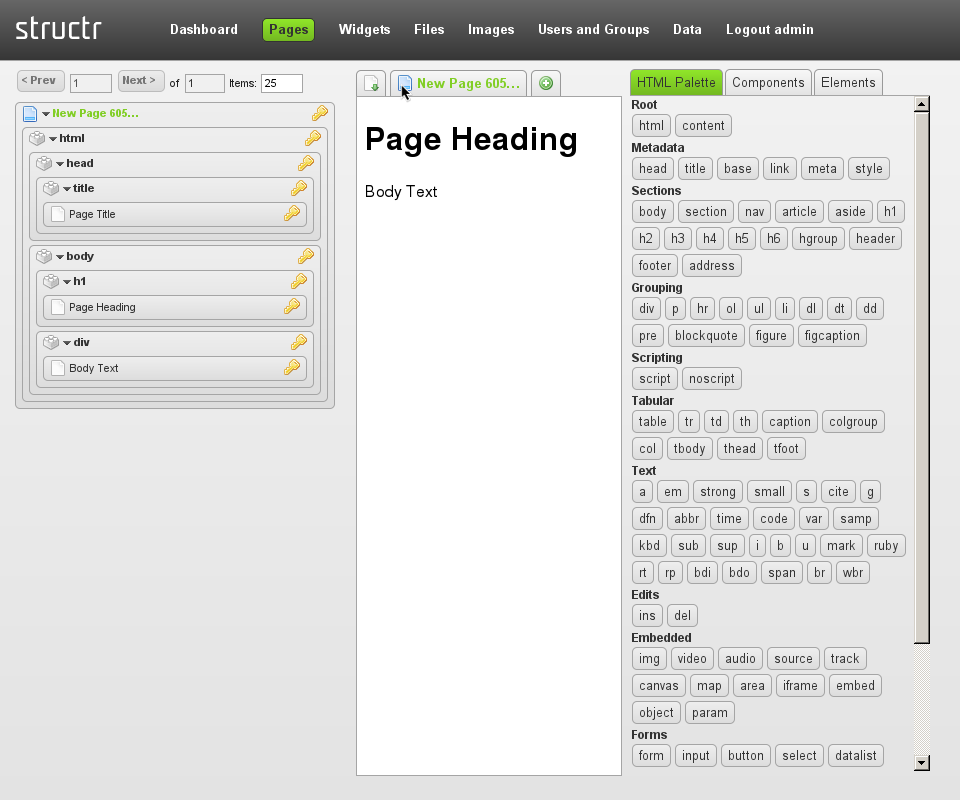 structr Dashboard Pages Widgets Files Images Users and Groups Data Logout admin
< Prev 1 Next > of 1 Items: 25
New Page 605...
html
head
title
Page Title
body
h1
Page Heading
div
Body Text
New Page 605...
Page Heading
Body Text
HTML Palette Components Elements
Root
html content
Metadata
head title base link meta style
Sections
body section nav article aside h1
h2 h3 h4 h5 h6 hgroup header
footer address
Grouping
div p hr ol ul li dl dt dd
pre blockquote figure figcaption
Scripting
script noscript
Tabular
table tr td th caption colgroup
col tbody thead tfoot
Text
a em strong small s cite g
dfn abbr time code var samp
kbd sub sup i b u mark ruby
rt rp bdi bdo span br wbr
Edits
ins del
Embedded
img video audio source track
canvas map area iframe embed
object param
Forms
form input button select datalist